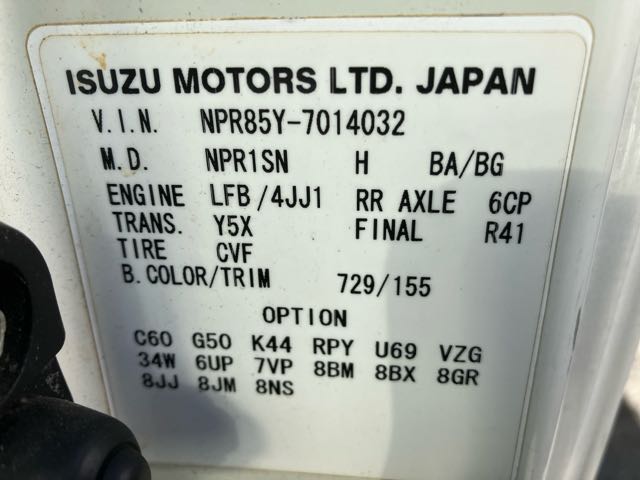 ISUZU MOTORS LTD. JAPAN
V.I.N. NPR85Y-7014032
M.D. NPR1SN H BA/BG
ENGINE LFB/4JJ1 RR AXLE 6CP
TRANS. Y5X FINAL R41
TIRE CVF
B.COLOR/TRIM 729/155
OPTION
C60 G50 K44 RPY U69 VZG
34W 6UP 7VP 8BM 8BX 8GR
8JJ 8JM 8NS